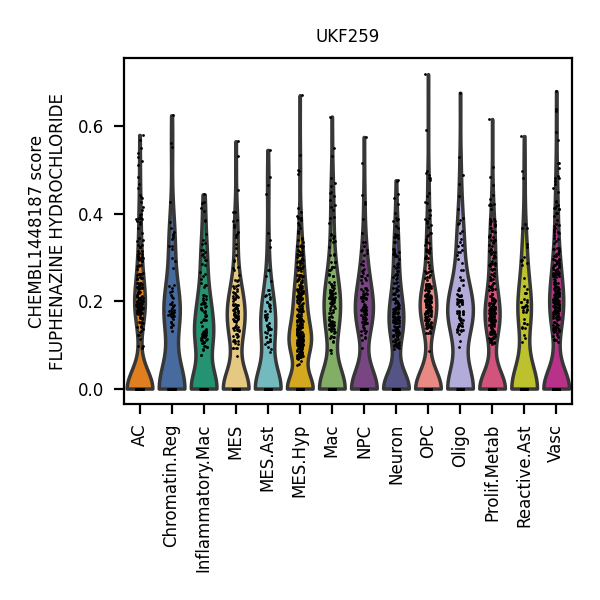 UKF259
CHEMBL1448187 score
FLUPHENAZINE HYDROCHLORIDE
0.6
0.4
0.2
0.0
AC
Chromatin.Reg
Inflammatory.Mac
MES
MES.Ast
MES.Hyp
Mac
NPC
Neuron
OPC
Oligo
Prolif.Metab
Reactive.Ast
Vasc